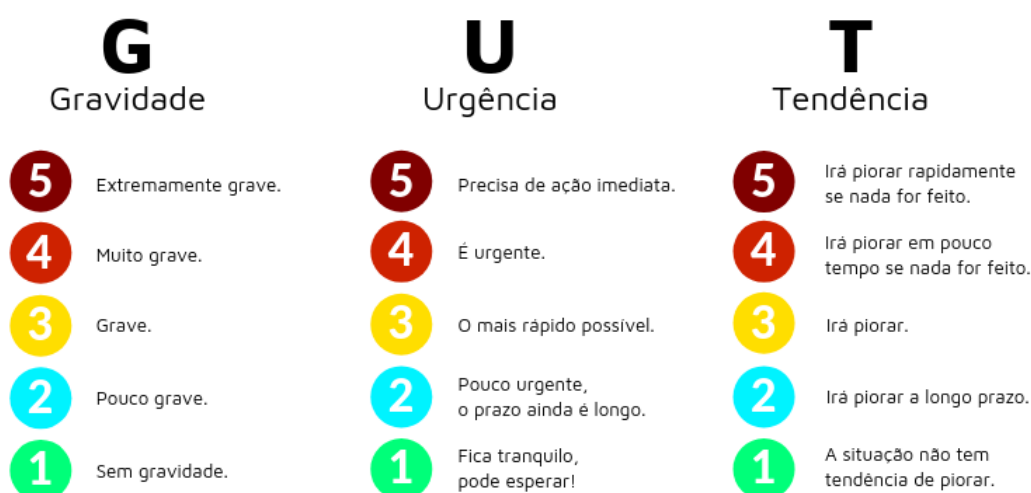 G
Gravidade
5
Extremamente grave.
4
Muito grave.
3
Grave.
2
Pouco grave.
1
Sem gravidade.
U
Urgência
5
Precisa de ação imediata.
4
É urgente.
3
O mais rápido possível.
2
Pouco urgente,
o prazo ainda é longo.
1
Fica tranquilo,
pode esperar!
T
Tendência
5
Irá piorar rapidamente
se nada for feito.
4
Irá piorar em pouco
tempo se nada for feito.
3
Irá piorar.
2
Irá piorar a longo prazo.
1
A situação não tem
tendência de piorar.